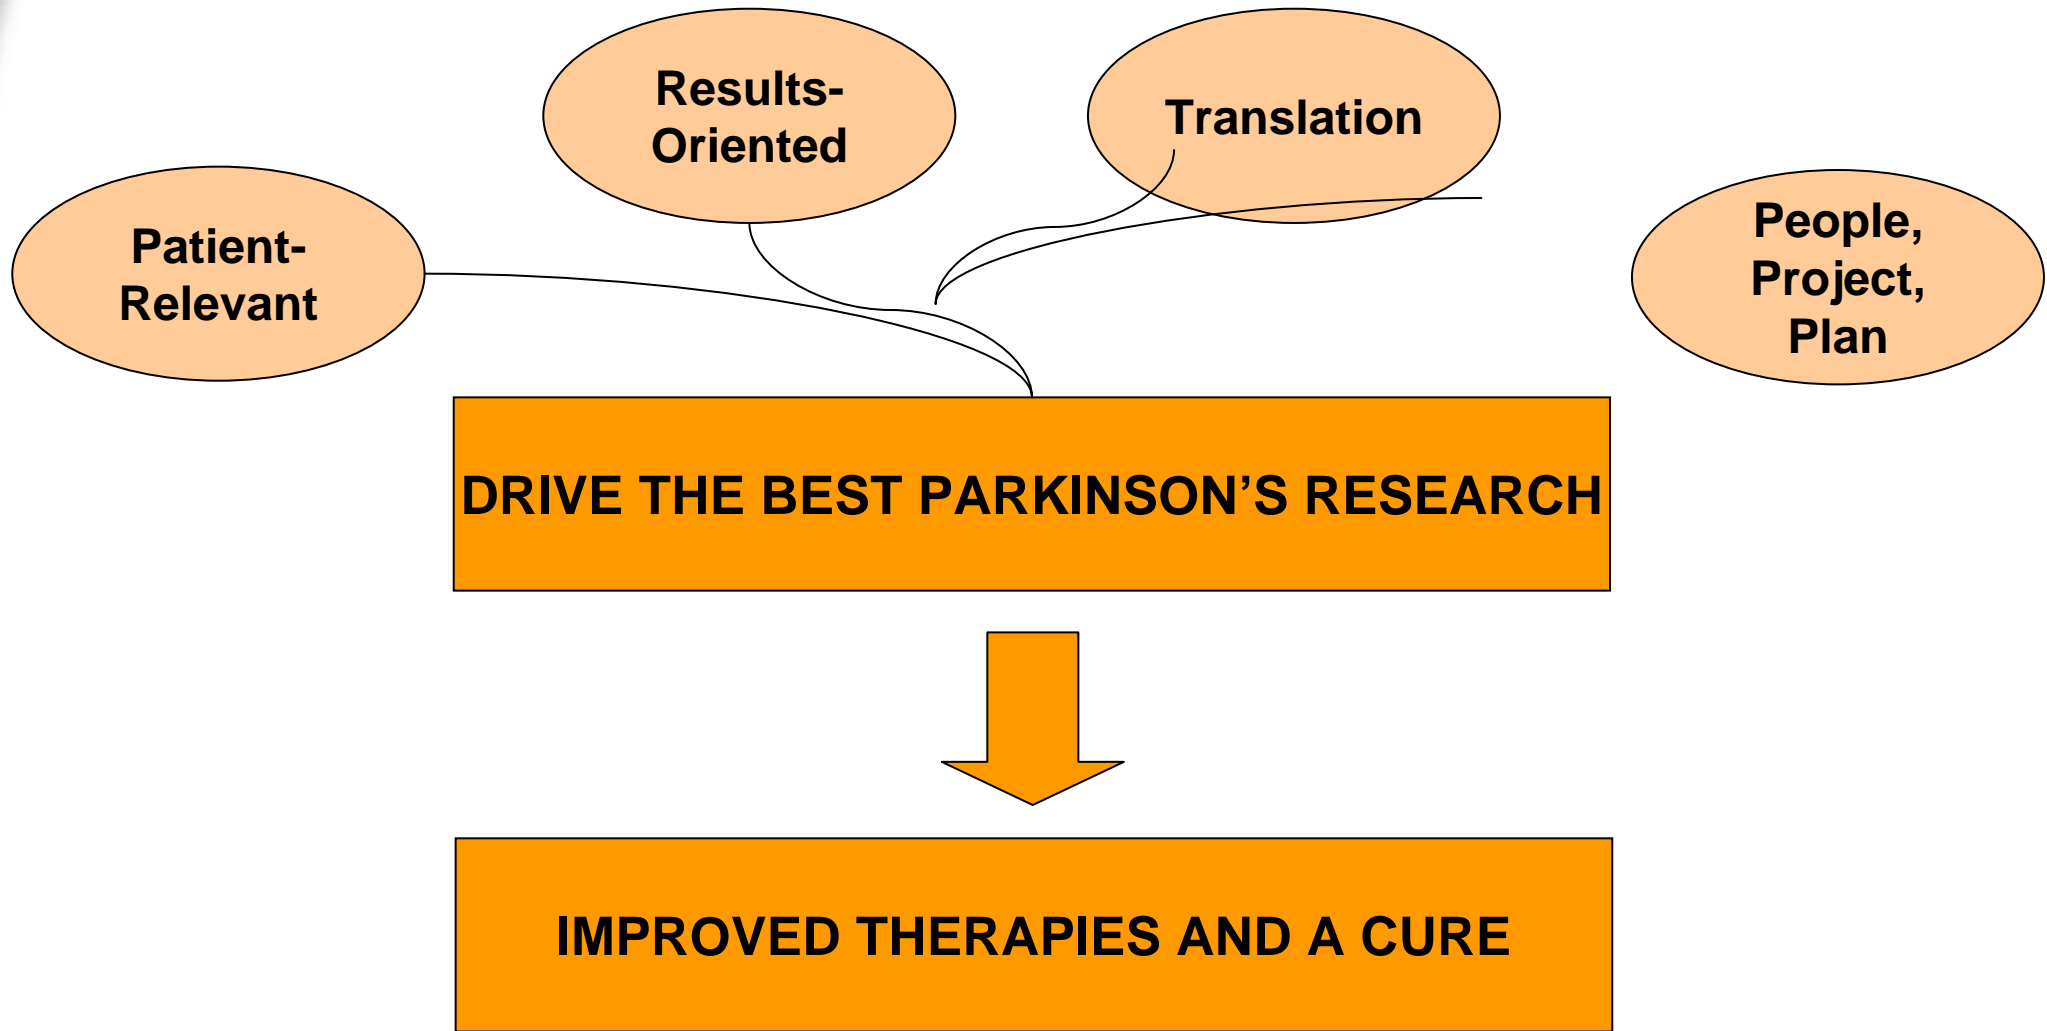 Results-
Oriented
Translation
Patient-
Relevant
People,
Project,
Plan
DRIVE THE BEST PARKINSON’S RESEARCH
IMPROVED THERAPIES AND A CURE